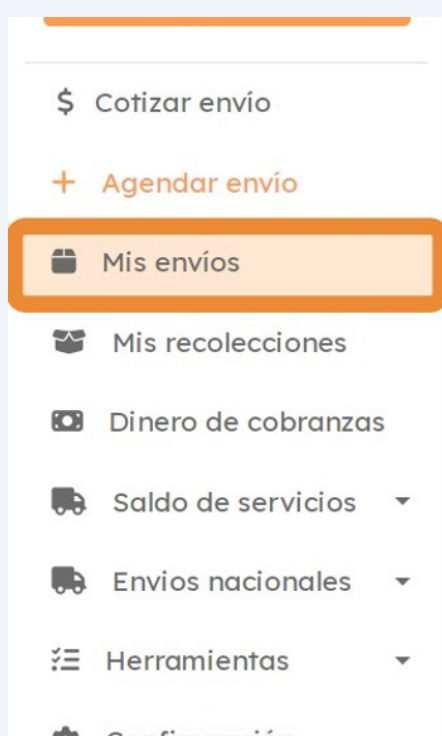 $ Cotizar envío
+ Agendar envío
Mis envíos
Mis recolecciones
Dinero de cobranzas
Saldo de servicios
Envios nacionales
Herramientas